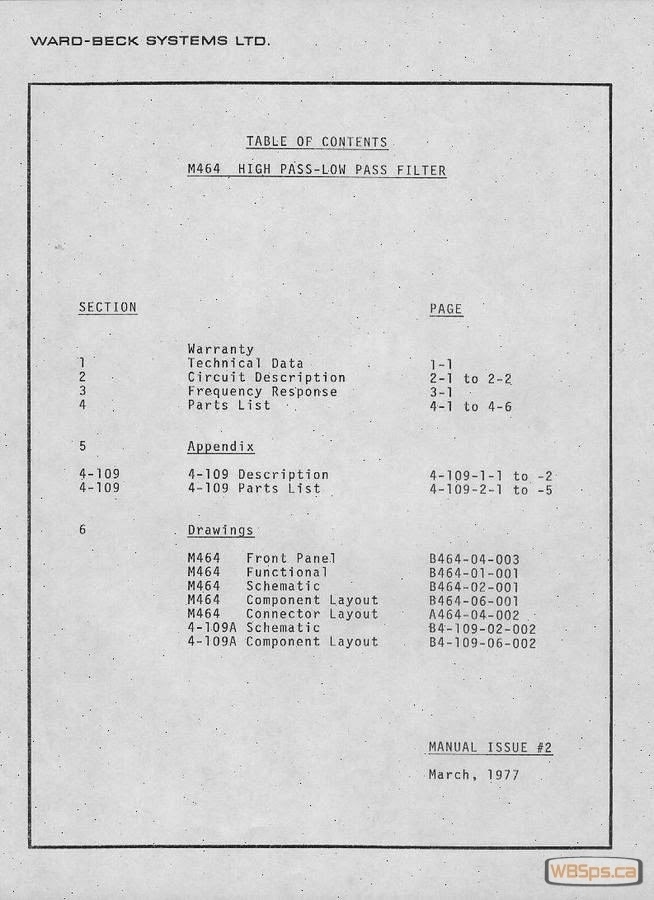 WARD-BECK SYSTEMS LTD.
TABLE OF CONTENTS
M464 HIGH PASS-LOW PASS FILTER
SECTION PAGE
Warranty
1 Technical Data 1-1
2 Circuit Description 2-1 to 2-2
3 Frequency Response 3-1
4 Parts List 4-1 to 4-6
5 Appendix
4-109 4-109 Description 4-109-1-1 to -2
4-109 4-109 Parts List 4-109-2-1 to -5
6 Drawings
M464 Front Panel B464-04-003
M464 Functional B464-01-001
M464 Schematic B464-02-001
M464 Component Layout B464-06-001
M464 Connector Layout A464-04-002
4-109A Schematic B4-109-02-002
4-109A Component Layout B4-109-06-002
MANUAL ISSUE #2
March, 1977
WBSps.ca